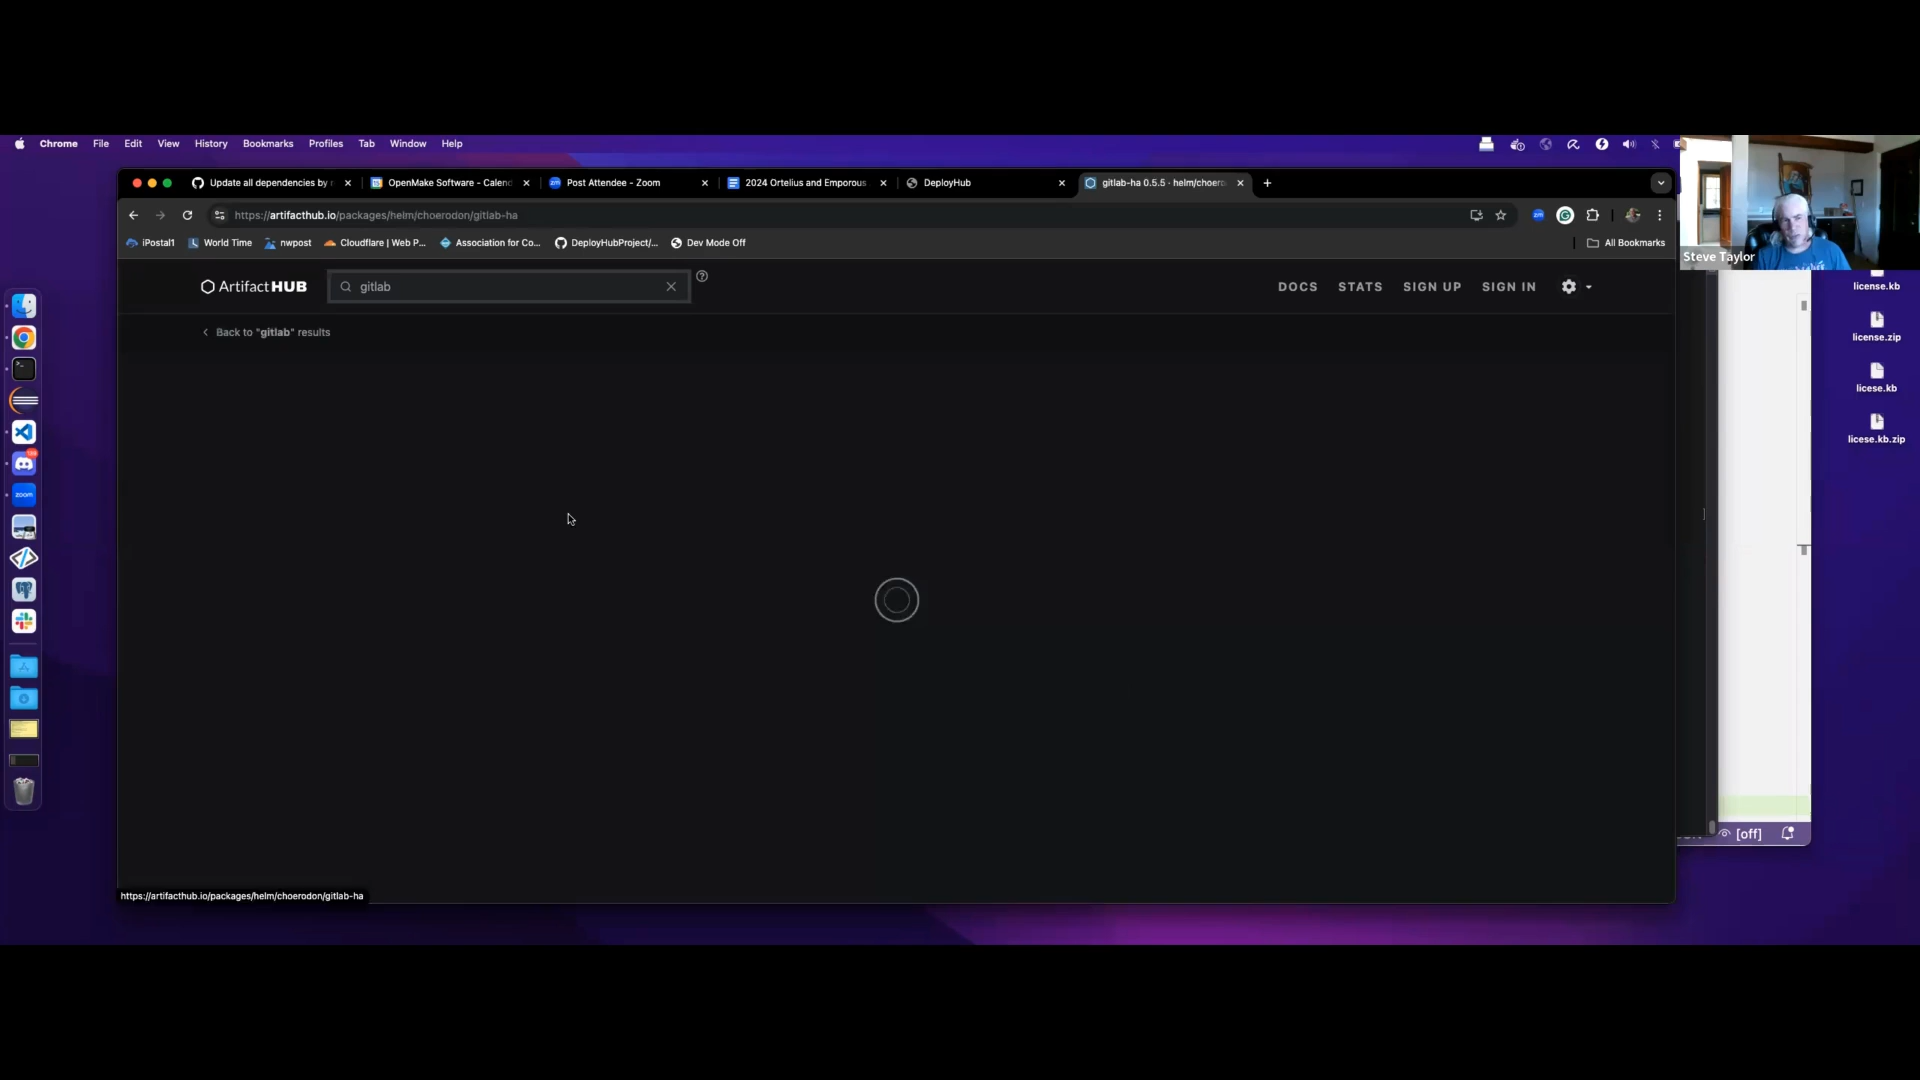 Chrome File Edit View History Bookmarks Profiles Tab Window Help
Update all dependencies by
OpenMake Software - Calend
Post Attendee - Zoom
2024 Ortelius and Emporous
DeployHub
gitlab-ha 0.5.5 · helm/choero
https://artifacthub.io/packages/helm/choerodon/gitlab-ha
iPostal1 World Time nwpost Cloudflare | Web P... Association for Co... DeployHubProject/... Dev Mode Off All Bookmarks
Steve Taylor
Artifact HUB
gitlab
DOCS STATS SIGN UP SIGN IN
Back to "gitlab" results
license.kb
license.zip
licese.kb
licese.kb.zip
zoom
[off]
https://artifacthub.io/packages/helm/choerodon/gitlab-ha